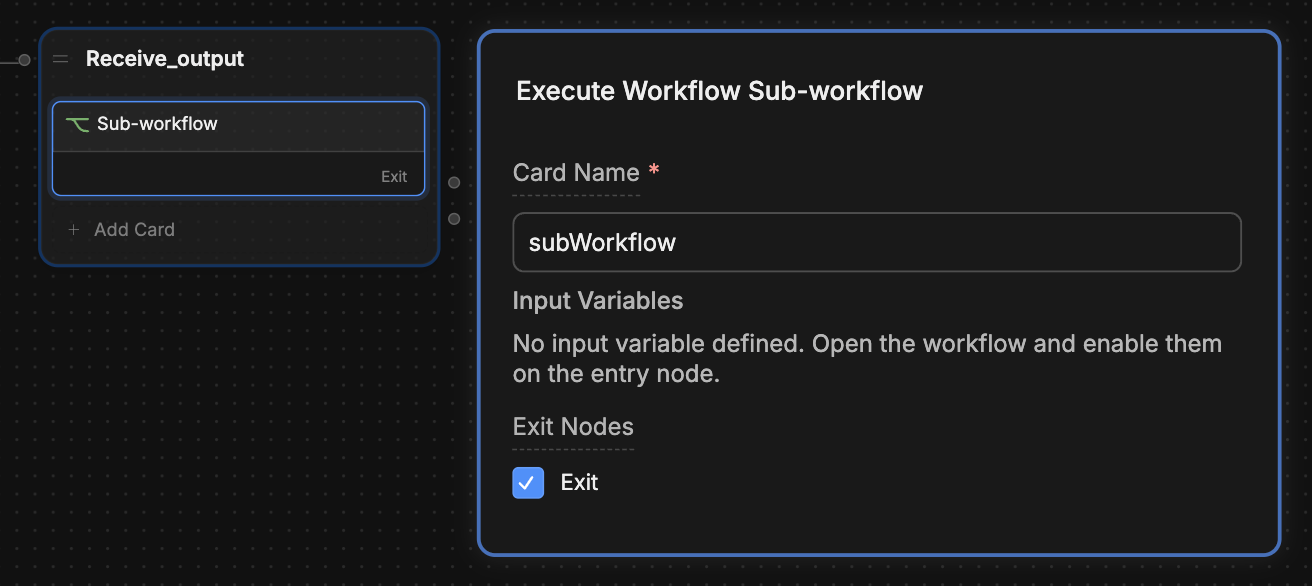 Receive_output
Sub-workflow
Exit
+ Add Card
Execute Workflow Sub-workflow
Card Name *
subWorkflow
Input Variables
No input variable defined. Open the workflow and enable them
on the entry node.
Exit Nodes
Exit